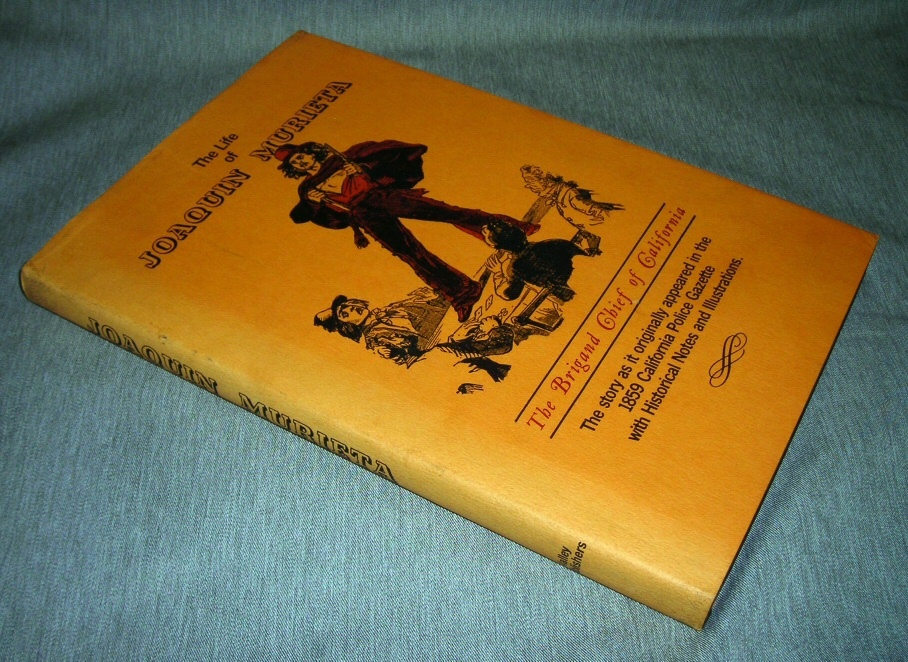 The Life
of
JOAQUIN MURIETA
The Brigand Chief of California
The story as it originally appeared in the
1859 California Police Gazette
with Historical Notes and Illustrations.
JOAQUIN MURIETA